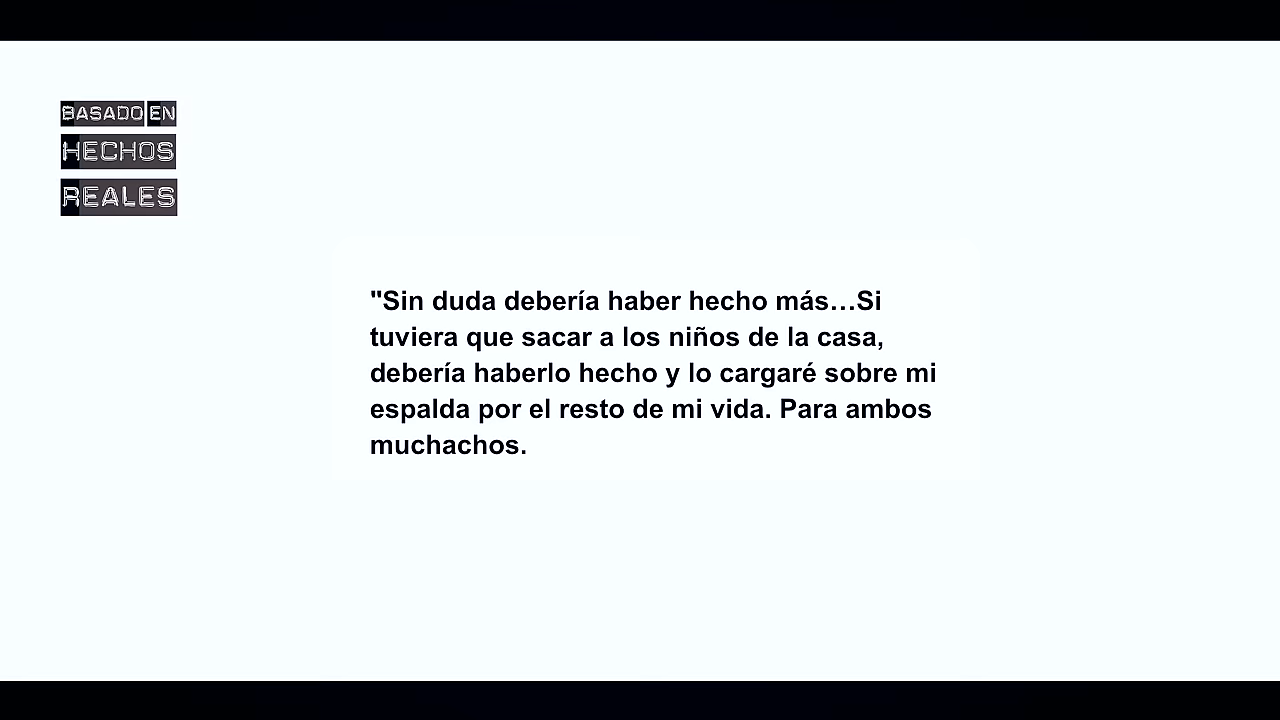 BASADO EN
HECHOS
REALES
"Sin duda debería haber hecho más…Si
tuviera que sacar a los niños de la casa,
debería haberlo hecho y lo cargaré sobre mi
espalda por el resto de mi vida. Para ambos
muchachos.